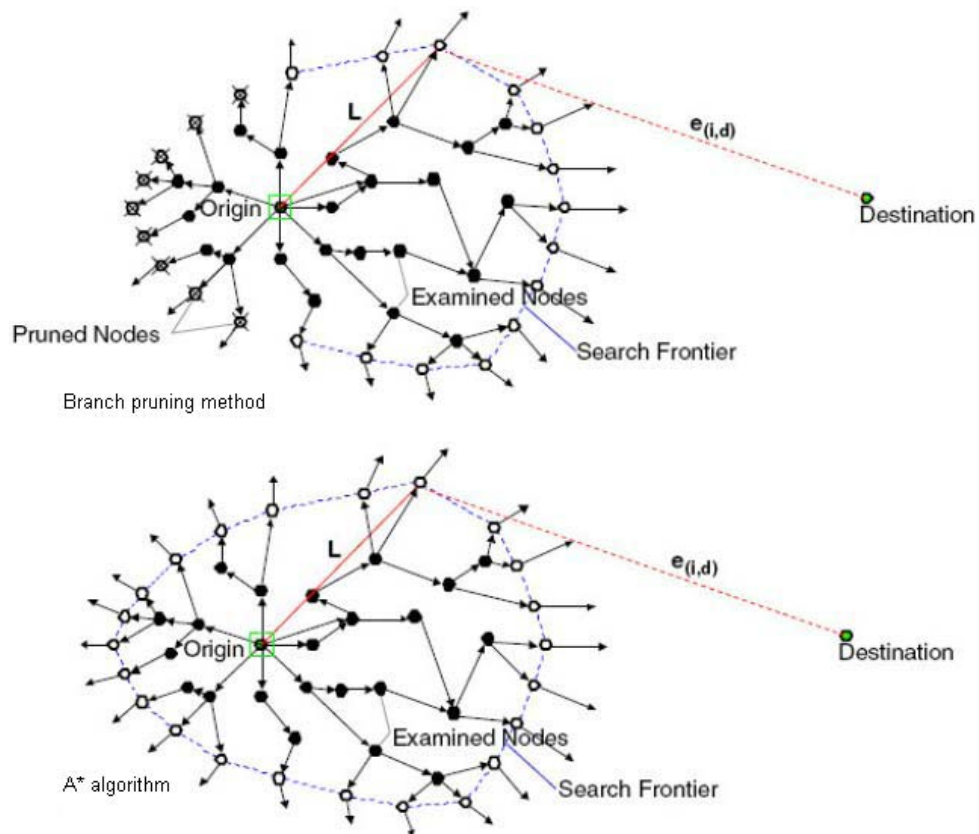 L
e(i,d)
Origin
Destination
Examined Nodes
Pruned Nodes
Search Frontier
Branch pruning method
L
e(i,d)
Origin
Destination
Examined Nodes
A* algorithm
Search Frontier